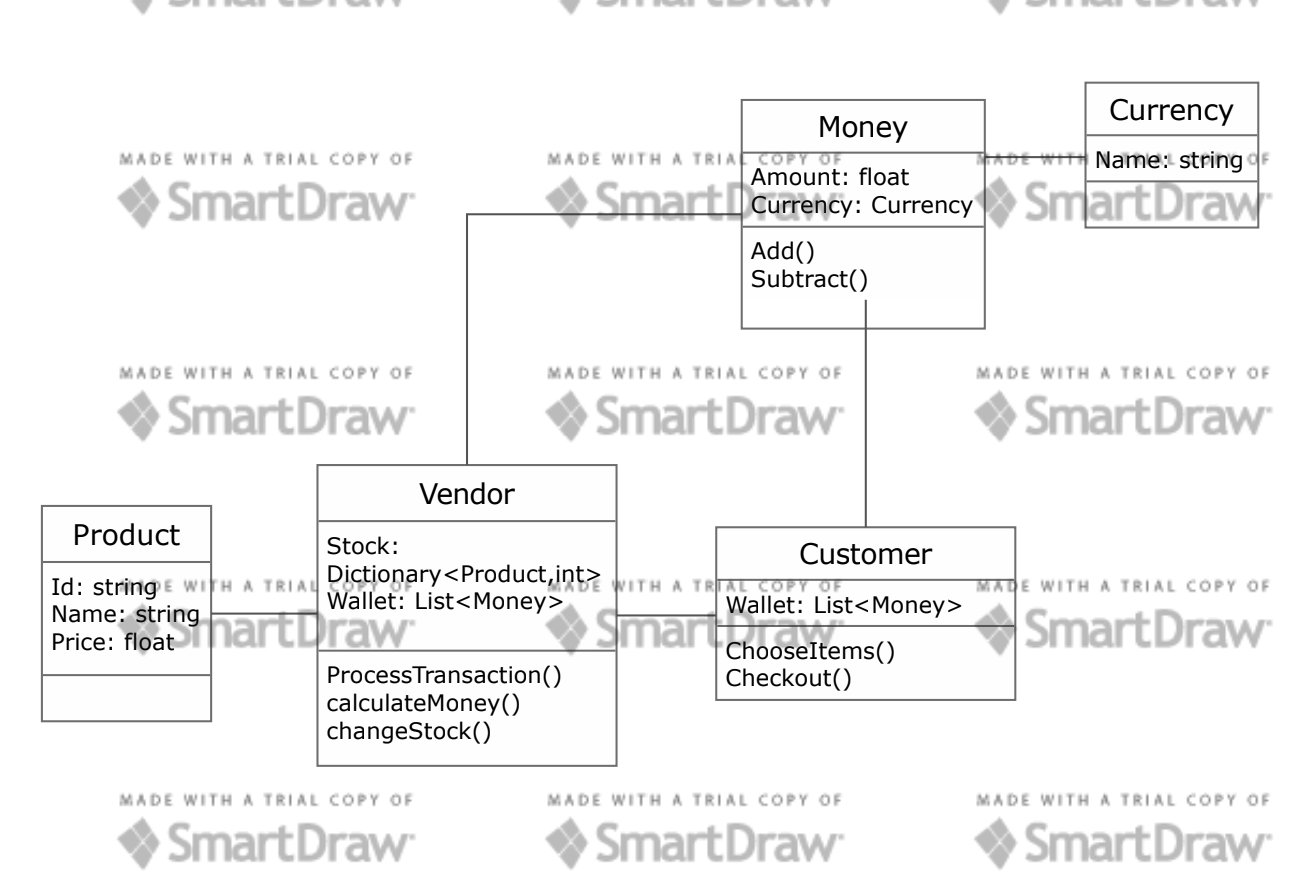 SmartDraw
SmartDraw
SmartDraw
Currency
Name: string
Money
Amount: float
Currency: Currency
Add()
Subtract()
MADE WITH A TRIAL COPY OF
SmartDraw
MADE WITH A TRIAL COPY OF
SmartDraw
MADE WITH A TRIAL COPY OF
SmartDraw
MADE WITH A TRIAL COPY OF
SmartDraw
MADE WITH A TRIAL COPY OF
SmartDraw
MADE WITH A TRIAL COPY OF
SmartDraw
Vendor
Stock:
Dictionary<Product,int>
Wallet: List<Money>
ProcessTransaction()
calculateMoney()
changeStock()
Product
Id: string
Name: string
Price: float
Customer
Wallet: List<Money>
ChooseItems()
Checkout()
MADE WITH A TRIAL COPY OF
SmartDraw
MADE WITH A TRIAL COPY OF
SmartDraw
MADE WITH A TRIAL COPY OF
SmartDraw
MADE WITH A TRIAL COPY OF
SmartDraw
MADE WITH A TRIAL COPY OF
SmartDraw
MADE WITH A TRIAL COPY OF
SmartDraw